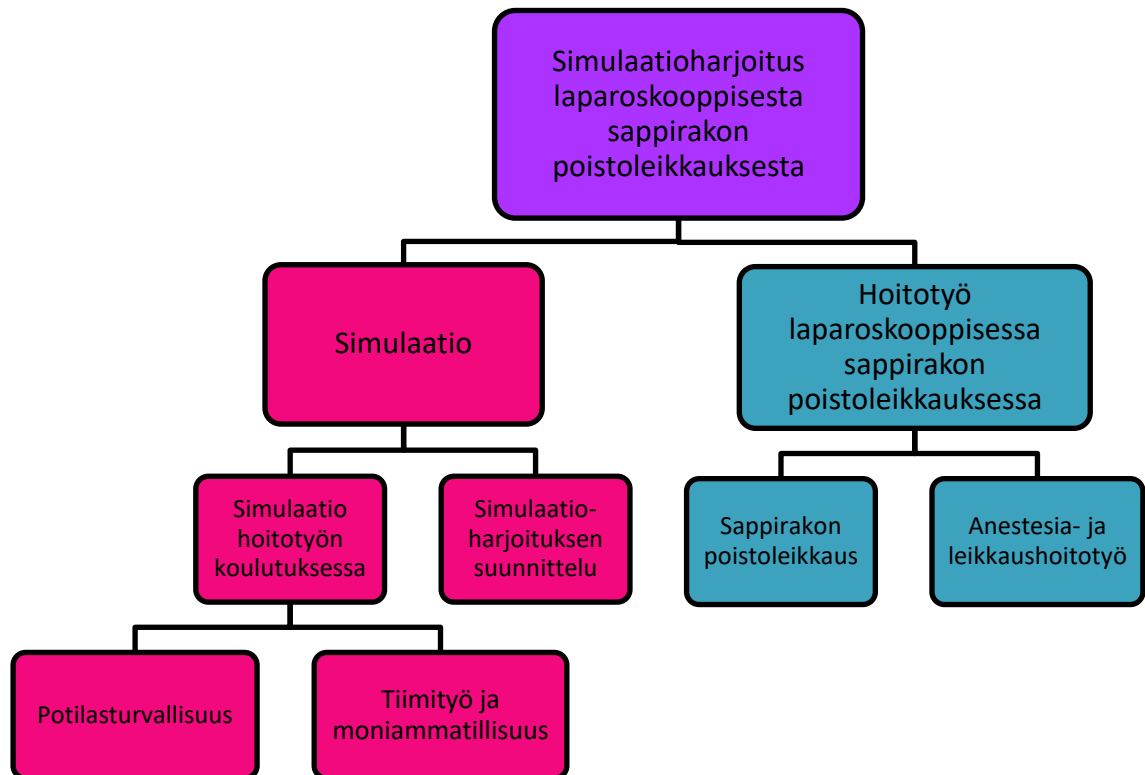 Simulaatioharjoitus
laparoskooppisesta
sappirakon
poistoleikkauksesta
Simulaatio
Hoitotyö
laparoskooppisessa
sappirakon
poistoleikkauksessa
Simulaatio
hoitotyön
koulutuksessa
Simulaatio-
harjoituksen
suunnittelu
Sappirakon
poistoleikkaus
Anestesia- ja
leikkaushoitotyö
Potilasturvallisuus
Tiimityö ja
moniammatillisuus